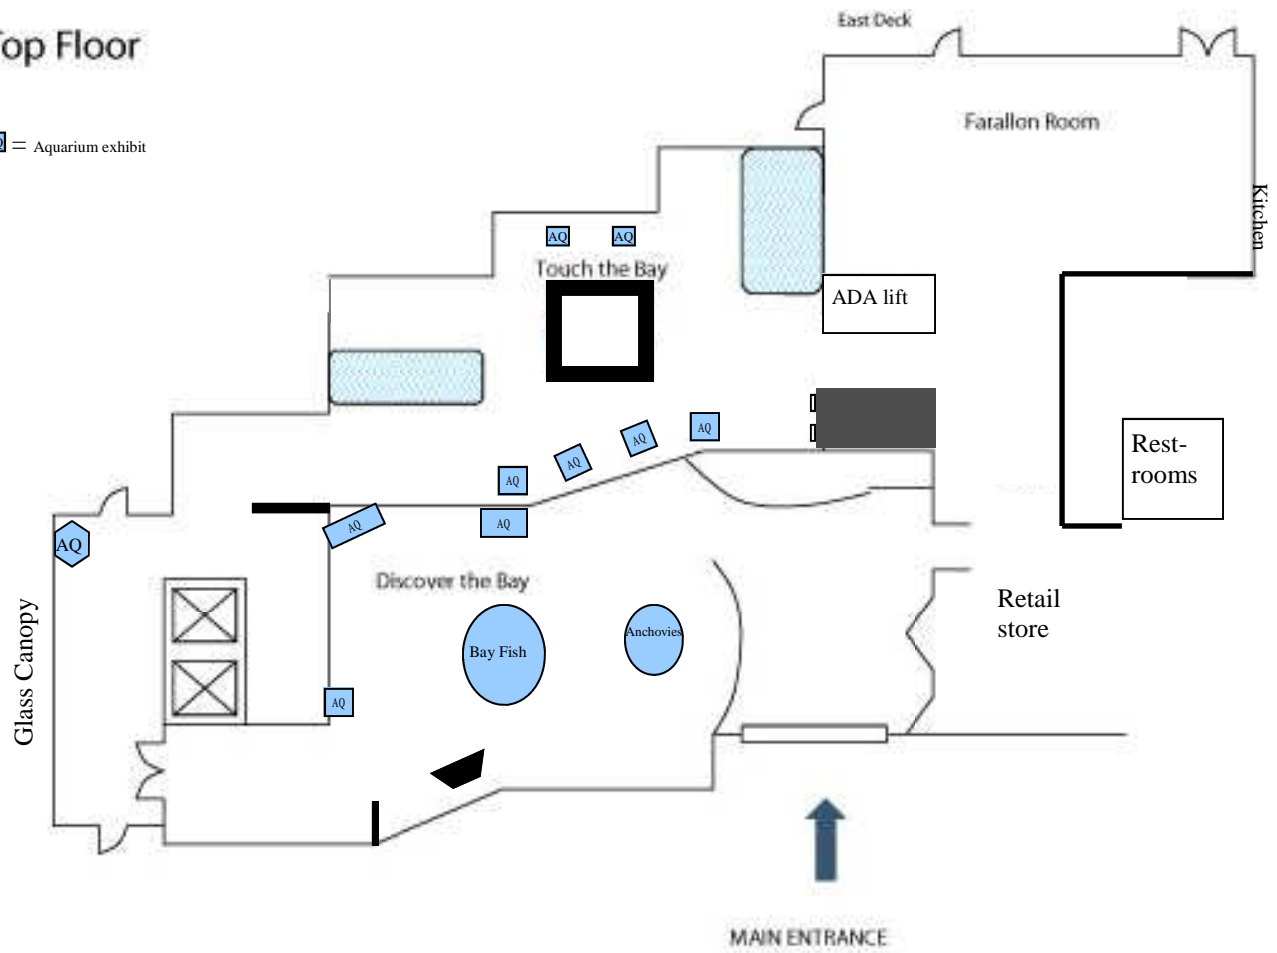 East Deck
op Floor
Farallon Room
= Aquarium exhibit
Kitchen
AQ
AQ
Touch the Bay
ADA lift
AQ
AQ
AQ
AQ
Rest-
rooms
AQ
AQ
AQ
Discover the Bay
Retail
store
Glass Canopy
Bay Fish
Anchovies
AQ
MAIN ENTRANCE